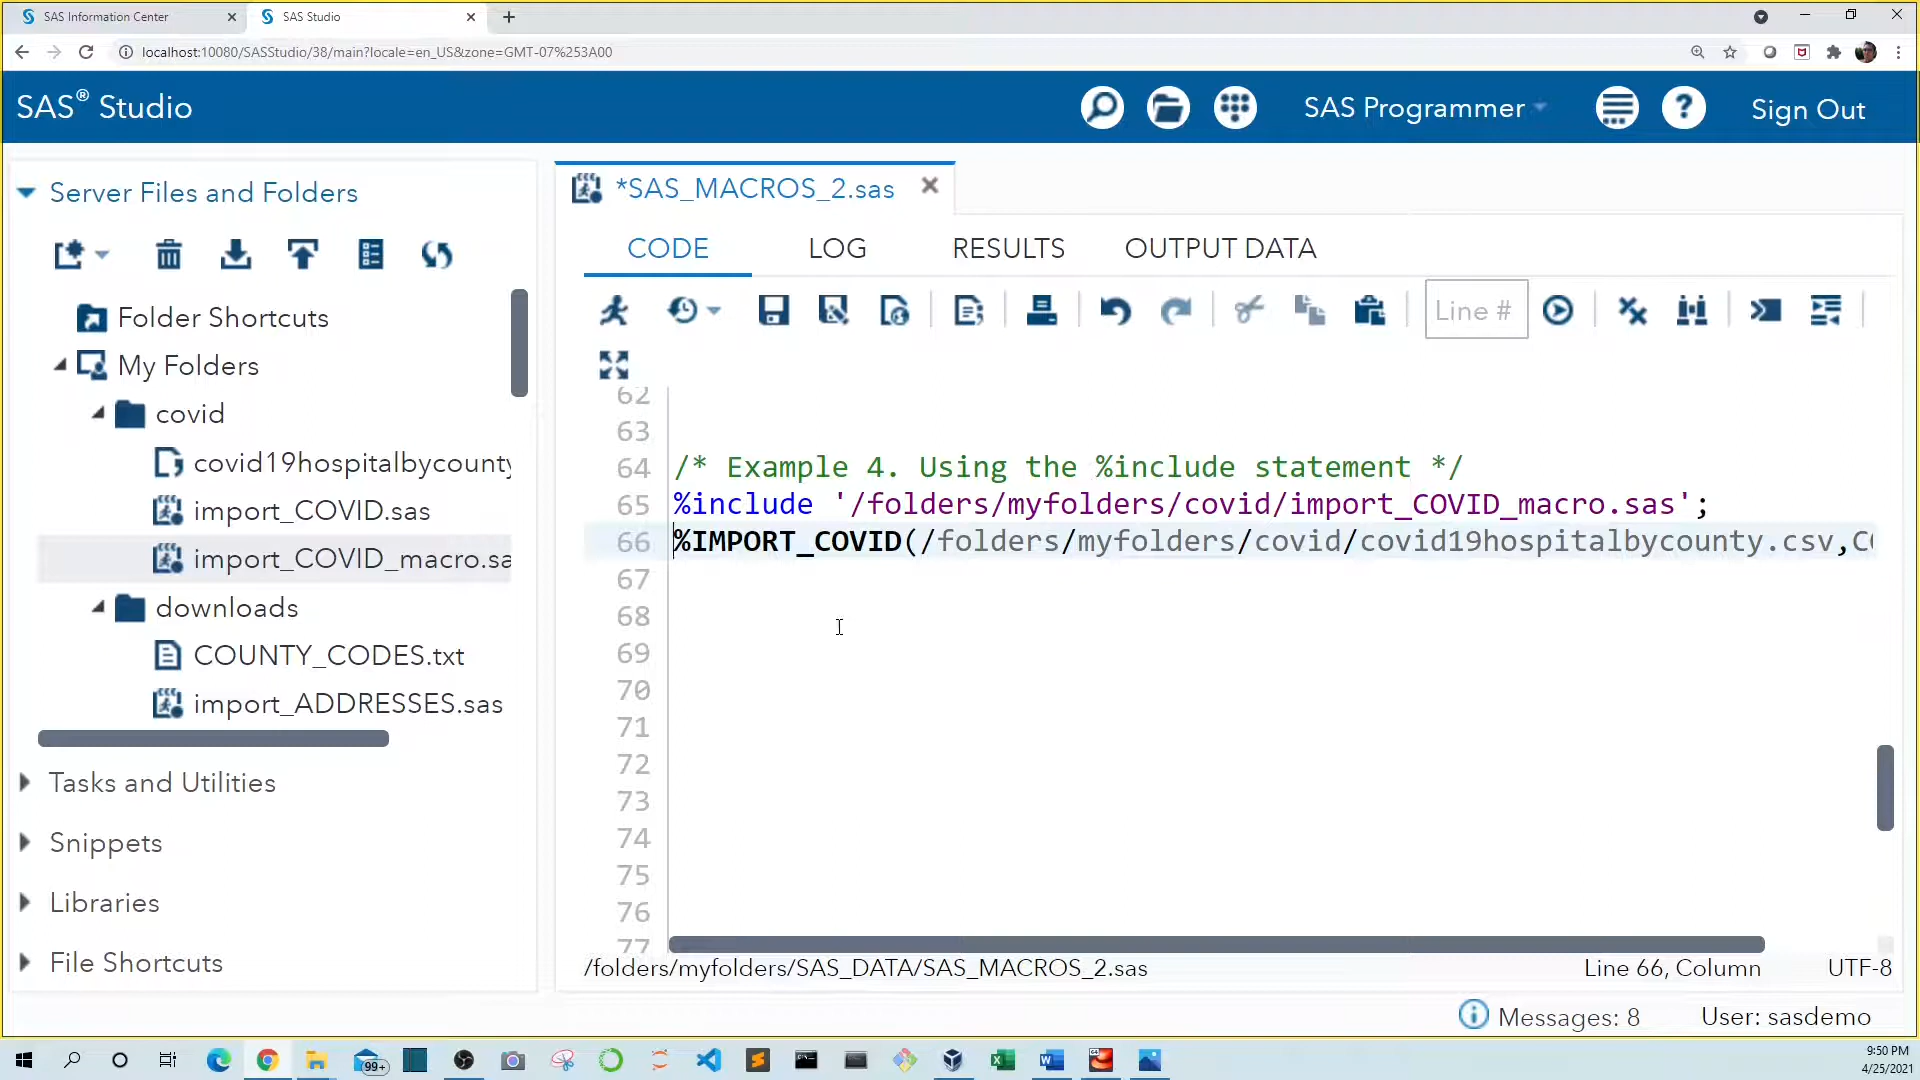 SAS Information Center
SAS Studio
localhost:10080/SASStudio/38/main?locale=en_US&zone=GMT-07%253A00
SAS® Studio
SAS Programmer
Sign Out
Server Files and Folders
Folder Shortcuts
My Folders
covid
covid19hospitalbycounty
import_COVID.sas
import_COVID_macro.sa
downloads
COUNTY_CODES.txt
import_ADDRESSES.sas
Tasks and Utilities
Snippets
Libraries
File Shortcuts
*SAS_MACROS_2.sas
CODE LOG RESULTS OUTPUT DATA
Line #
62
63
64 /* Example 4. Using the %include statement */
65 %include '/folders/myfolders/covid/import_COVID_macro.sas';
66 %IMPORT_COVID(/folders/myfolders/covid/covid19hospitalbycounty.csv,CO
67
68
69
70
71
72
73
74
75
76
77
/folders/myfolders/SAS_DATA/SAS_MACROS_2.sas
Line 66, Column
UTF-8
Messages: 8
User: sasdemo
99+
9:50 PM
4/25/2021